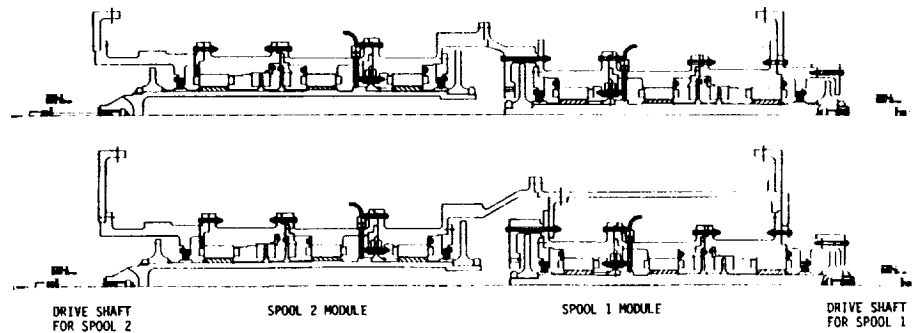 DRIVE SHAFT
FOR SPOOL 2
SPOOL 2 MODULE
SPOOL 1 MODULE
DRIVE SHAFT
FOR SPOOL 1